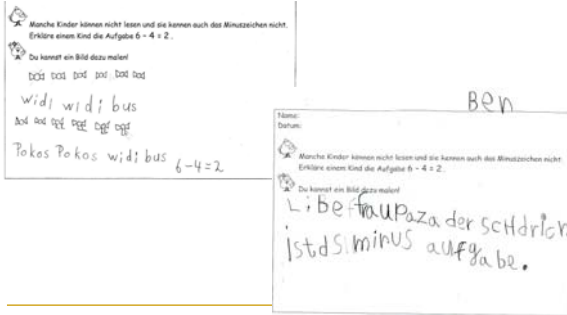 Manche Kinder können nicht lesen und sie kennen auch das Minuszeichen nicht.
Erkläre einem Kind die Aufgabe 6 - 4 = 2.
Du kannst ein Bild dazu malen!
widi widi bus
Pokos Pokos widi bus 6-4=2
Ben
Name:
Datum:
Manche Kinder können nicht lesen und sie kennen auch das Minuszeichen nicht.
Erkläre einem Kind die Aufgabe 6 - 4 = 2.
Du kannst ein Bild dazu malen!
Libe frau Paza der scHdrich
istds minus aufgabe.